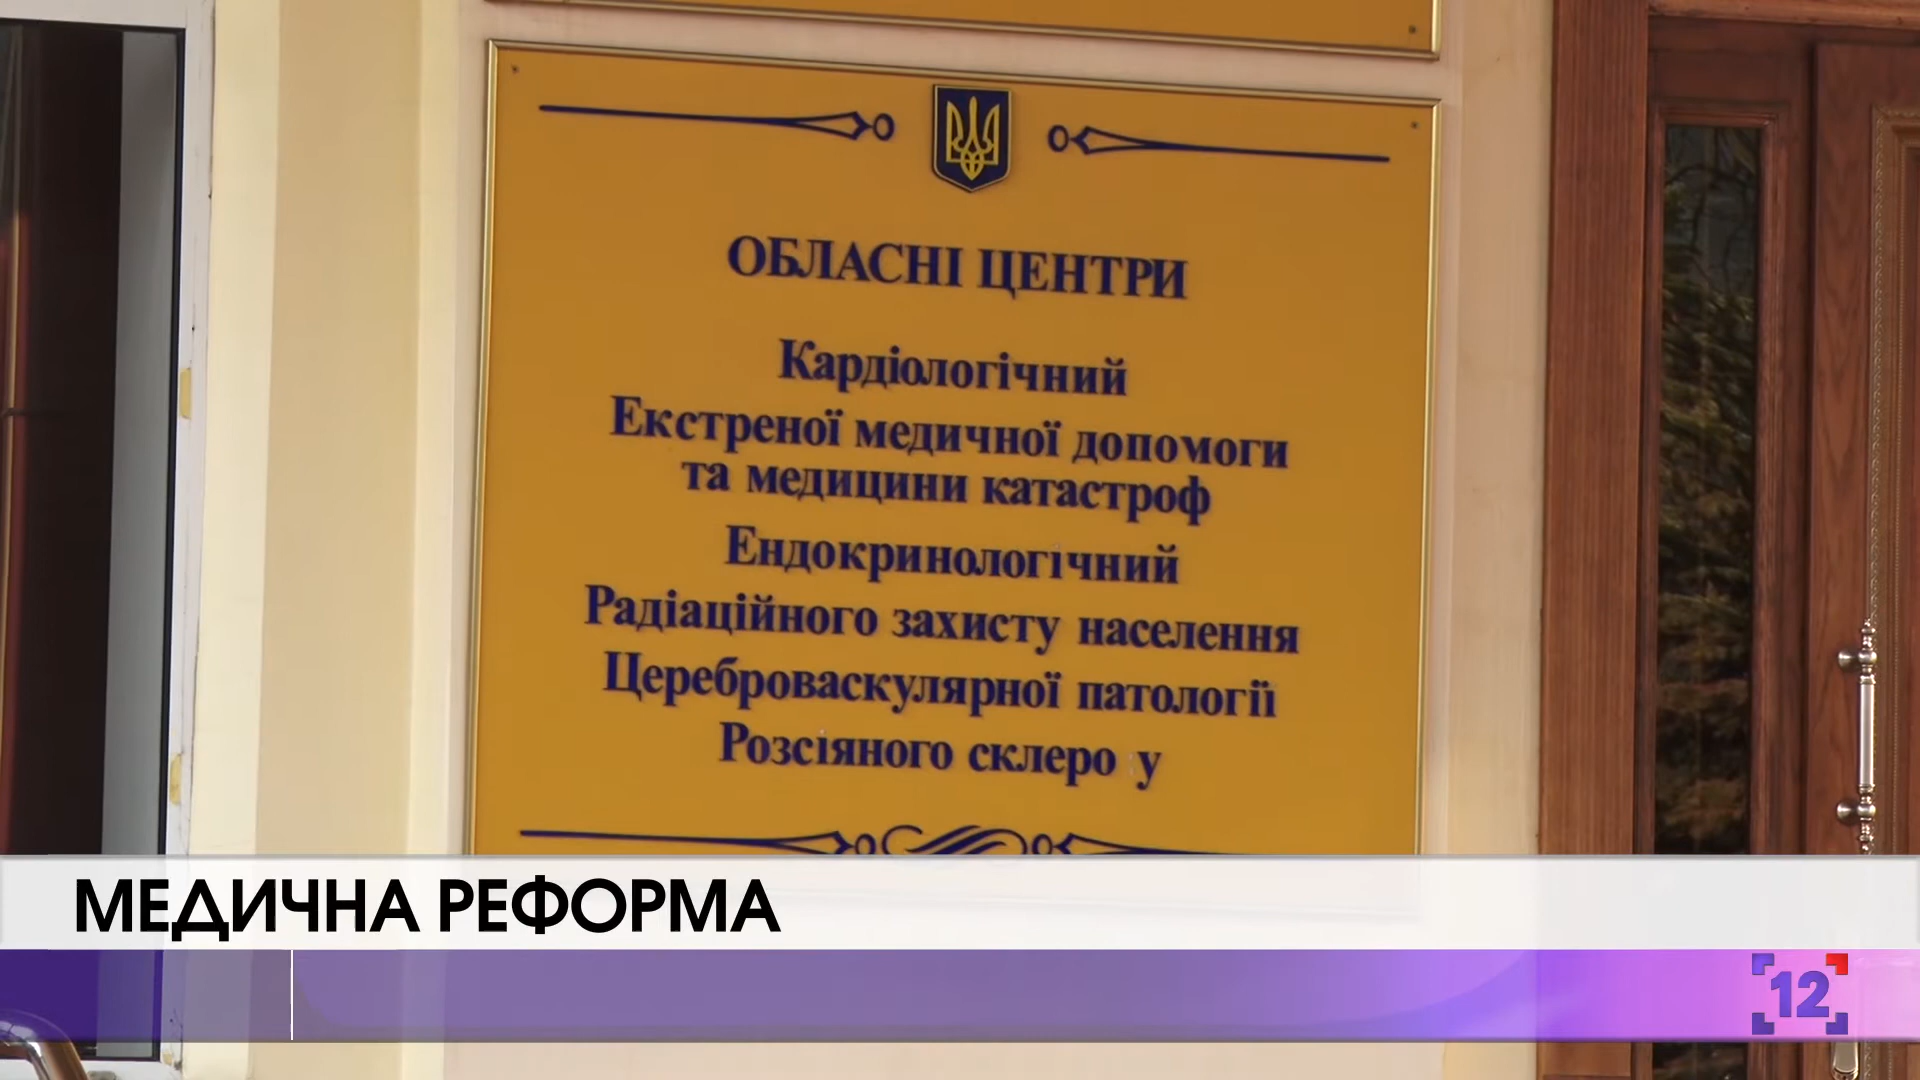 ОБЛАСНІ ЦЕНТРИ
Кардіологічний
Екстреної медичної допомоги
та медицини катастроф
Ендокринологічний
Радіаційного захисту населення
Цереброваскулярної патології
Розсіяного склеро у
МЕДИЧНА РЕФОРМА
12